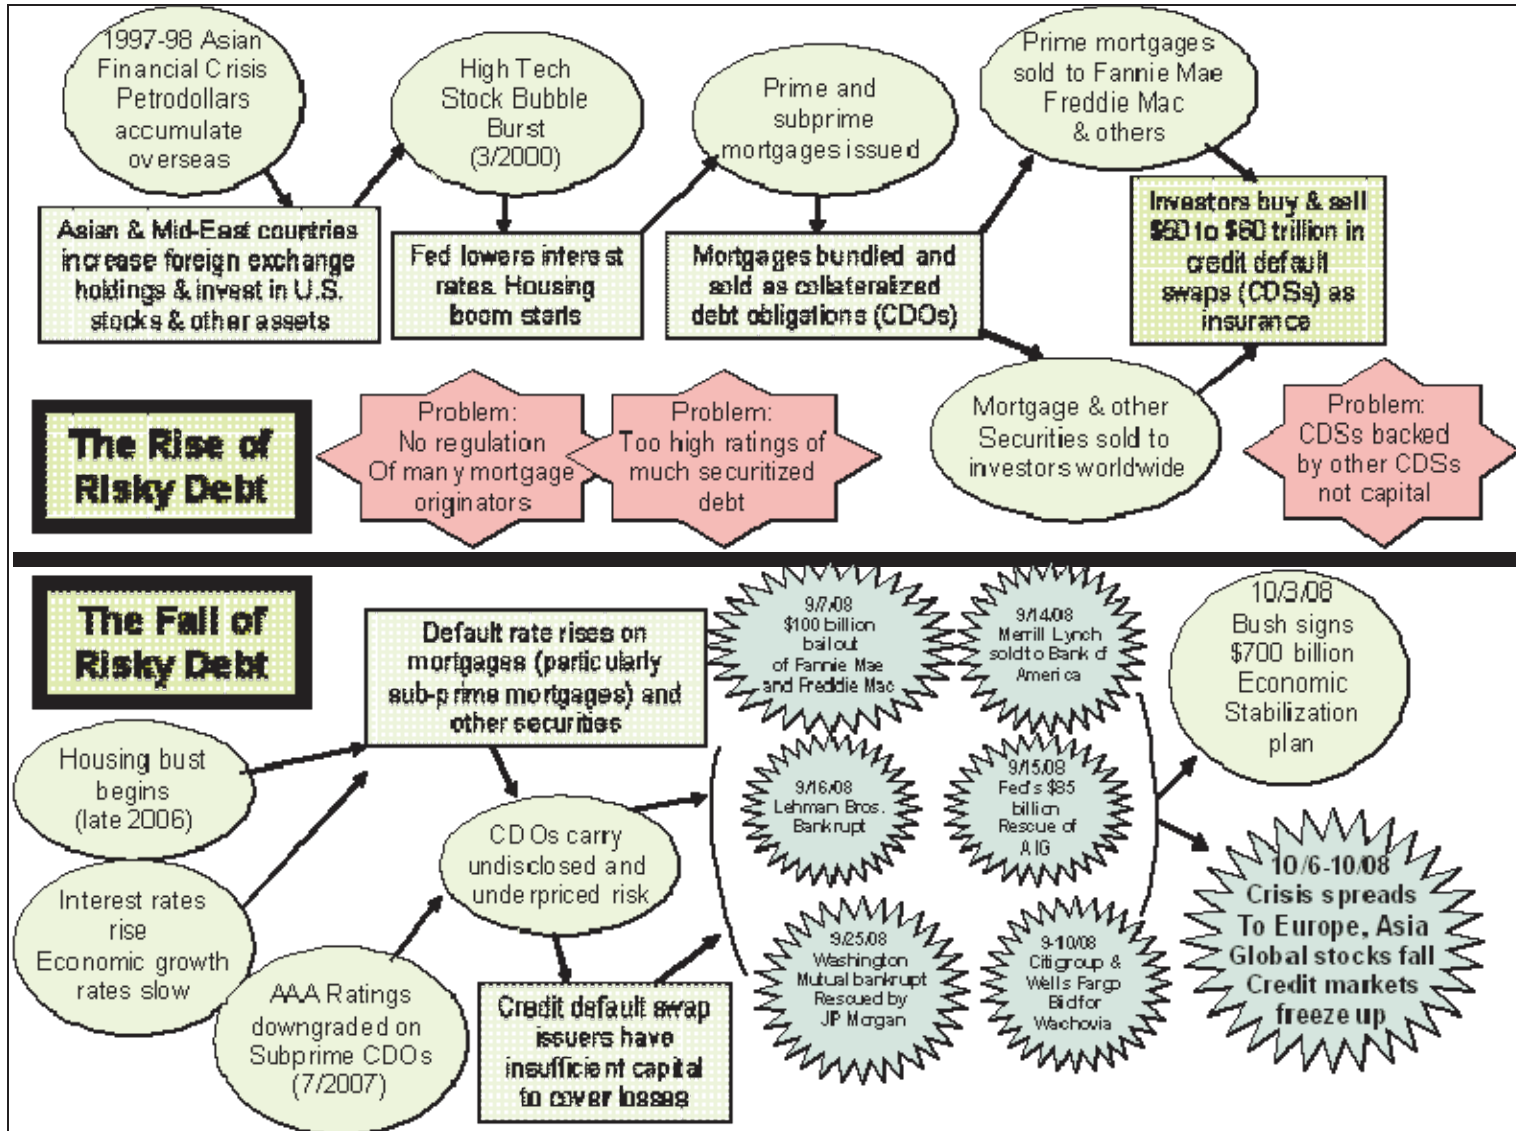 1997-98 Asian
Financial Crisis
Petrodollars
accumulate
overseas
Asian & Mid-East countries
increase foreign exchange
holdings & invest in U.S.
stocks & other assets
High Tech
Stock Bubble
Burst
(3/2000)
Fed lowers interest
rates. Housing
boom starts
Prime and
subprime
mortgages issued
Mortgages bundled and
sold as collateralized
debt obligations (CDOs)
Prime mortgages
sold to Fannie Mae
Freddie Mac
& others
Mortgage & other
Securities sold to
investors worldwide
Investors buy & sell
to $60 trillion in
credit default
swaps (CDSs) as
insurance
The Rise of
Risky Debt
Problem:
No regulation
Of many mortgage
originators
Problem:
Too high ratings of
much securitized
debt
Problem:
CDSs backed
by other CDSs
not capital
The Fall of
Risky Debt
Housing bust
begins
(late 2006)
Interest rates
rise
Economic growth
rates slow
Default rate rises on
mortgages (particularly
sub-prime mortgages) and
other securities
AAA Ratings
downgraded on
Subprime CDOs
(7/2007)
CDOs carry
undisclosed and
underpriced risk
Credit default swap
issuers have
insufficient capital
to cover losses
9/7/08
$100 billion
bailout
of Fannie Mae
and Freddie Mac
9/14/08
Merrill Lynch
sold to Bank of
America
9/16/08
Lehman Bros.
Bankrupt
9/15/08
Fed's $85
billion
Rescue of
AIG
9/25/08
Washington
Mutual bankrupt
Rescued by
JP Morgan
9-10/08
Citigroup &
Wells Fargo
Bid for
Wachovia
10/3/08
Bush signs
$700 billion
Economic
Stabilization
plan
10/6-10/08
Crisis spreads
To Europe, Asia
Global stocks fall
Credit markets
freeze up